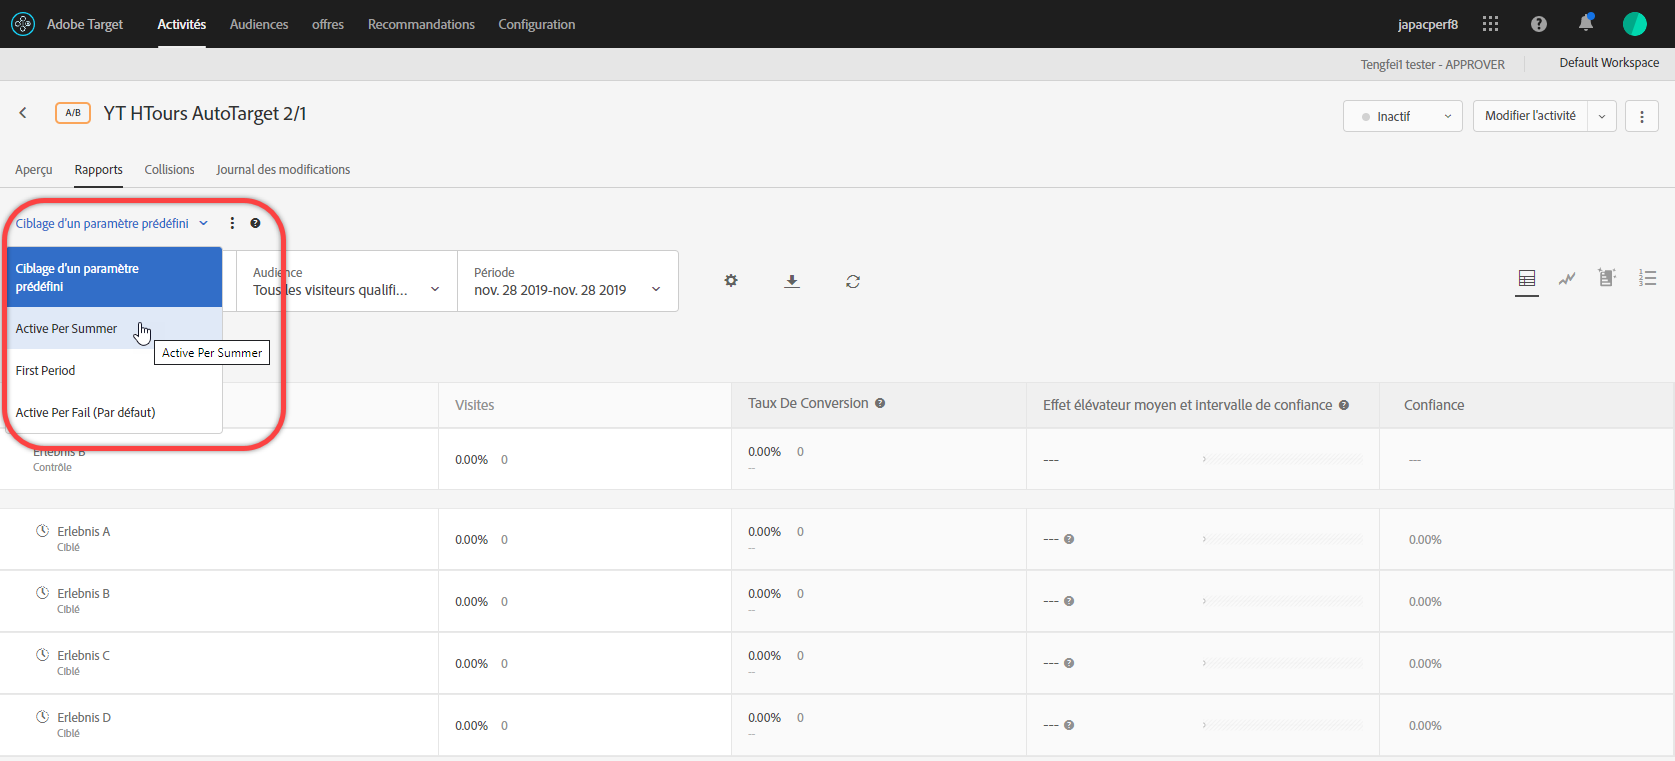 Adobe Target
Activités
Audiences
offres
Recommandations
Configuration
japacperf8
Tengfei1 tester - APPROVER
Default Workspace
A/B
YT HTours AutoTarget 2/1
Inactif
Modifier l'activité
Aperçu
Rapports
Collisions
Journal des modifications
Ciblage d'un paramètre prédéfini
Ciblage d'un paramètre
prédéfini
Active Per Summer
Active Per Summer
First Period
Active Per Fail (Par défaut)
Audience
Tous les visiteurs qualifi...
Période
nov. 28 2019-nov. 28 2019
Visites
Taux De Conversion
Effet élévateur moyen et intervalle de confiance
Confiance
Erlebnis B
Contrôle
0.00% 0
0.00% 0
--
---
---
Erlebnis A
Ciblé
0.00% 0
0.00% 0
--
---
0.00%
Erlebnis B
Ciblé
0.00% 0
0.00% 0
--
---
0.00%
Erlebnis C
Ciblé
0.00% 0
0.00% 0
--
---
0.00%
Erlebnis D
Ciblé
0.00% 0
0.00% 0
--
---
0.00%